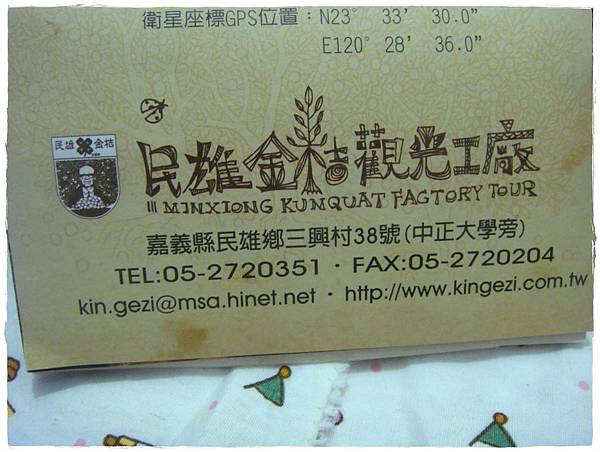 衛星座標GPS位置：N23° 33' 30.0"
E120° 28' 36.0"
民雄 金桔
民雄金桔觀光工廠
MINXIONG KUNQUAT FACTORY TOUR
嘉義縣民雄鄉三興村38號(中正大學旁)
TEL:05-2720351 · FAX:05-2720204
kin.gezi@msa.hinet.net · http://www.kingezi.com.tw